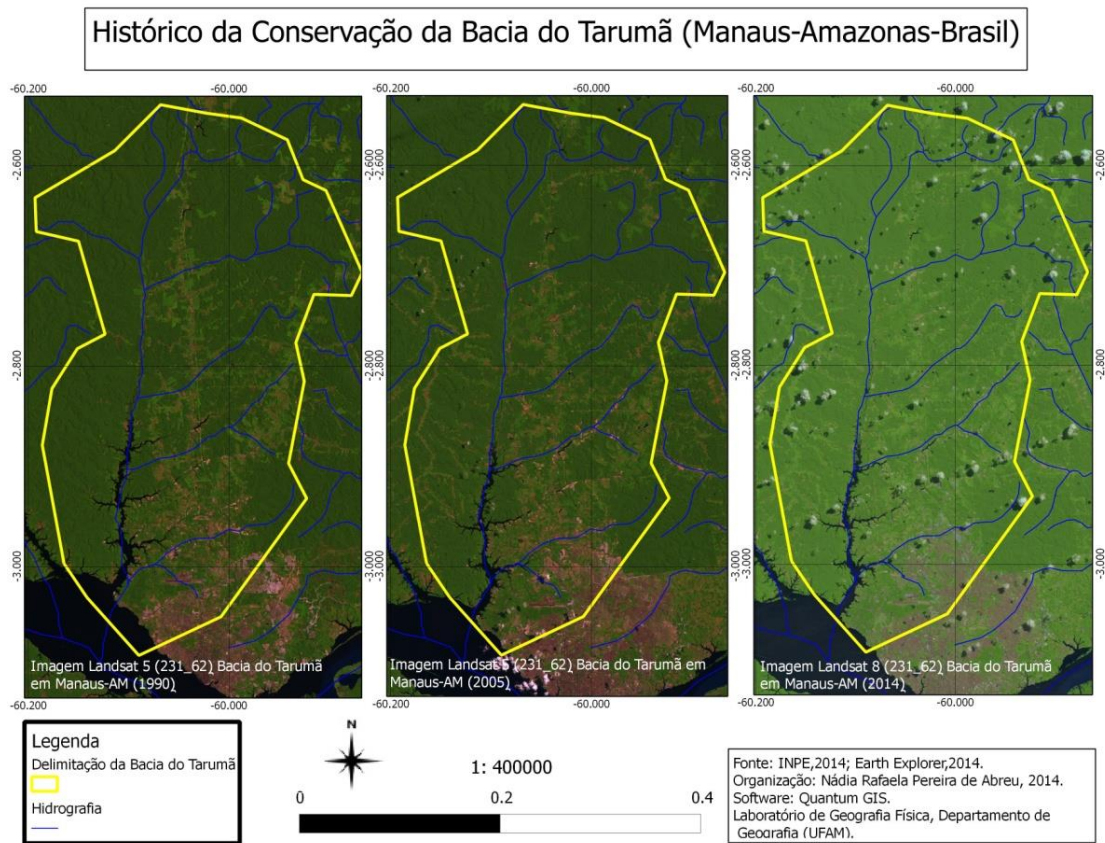 Histórico da Conservação da Bacia do Tarumã (Manaus-Amazonas-Brasil)
-60.200 -60.000 -60.200 -60.000 -60.200 -60.000
-2.600 -2.600 -2.600 -2.600
-2.800 -2.800 -2.800 -2.800
-3.000 -3.000 -3.000 -3.000
Imagem Landsat 5 (231_62) Bacia do Tarumã
em Manaus-AM (1990)
Imagem Landsat 5 (231_62) Bacia do Tarumã em
Manaus-AM (2005)
Imagem Landsat 8 (231_62) Bacia do Tarumã
em Manaus-AM (2014)
-60.200 -60.000 -60.200 -60.000 -60.200 -60.000
Legenda
Delimitação da Bacia do Tarumã
Hidrografia
N
1: 400000
0 0.2 0.4
Fonte: INPE,2014; Earth Explorer,2014.
Organização: Nádia Rafaela Pereira de Abreu, 2014.
Software: Quantum GIS.
Laboratório de Geografia Física, Departamento de
Geografia (UFAM).